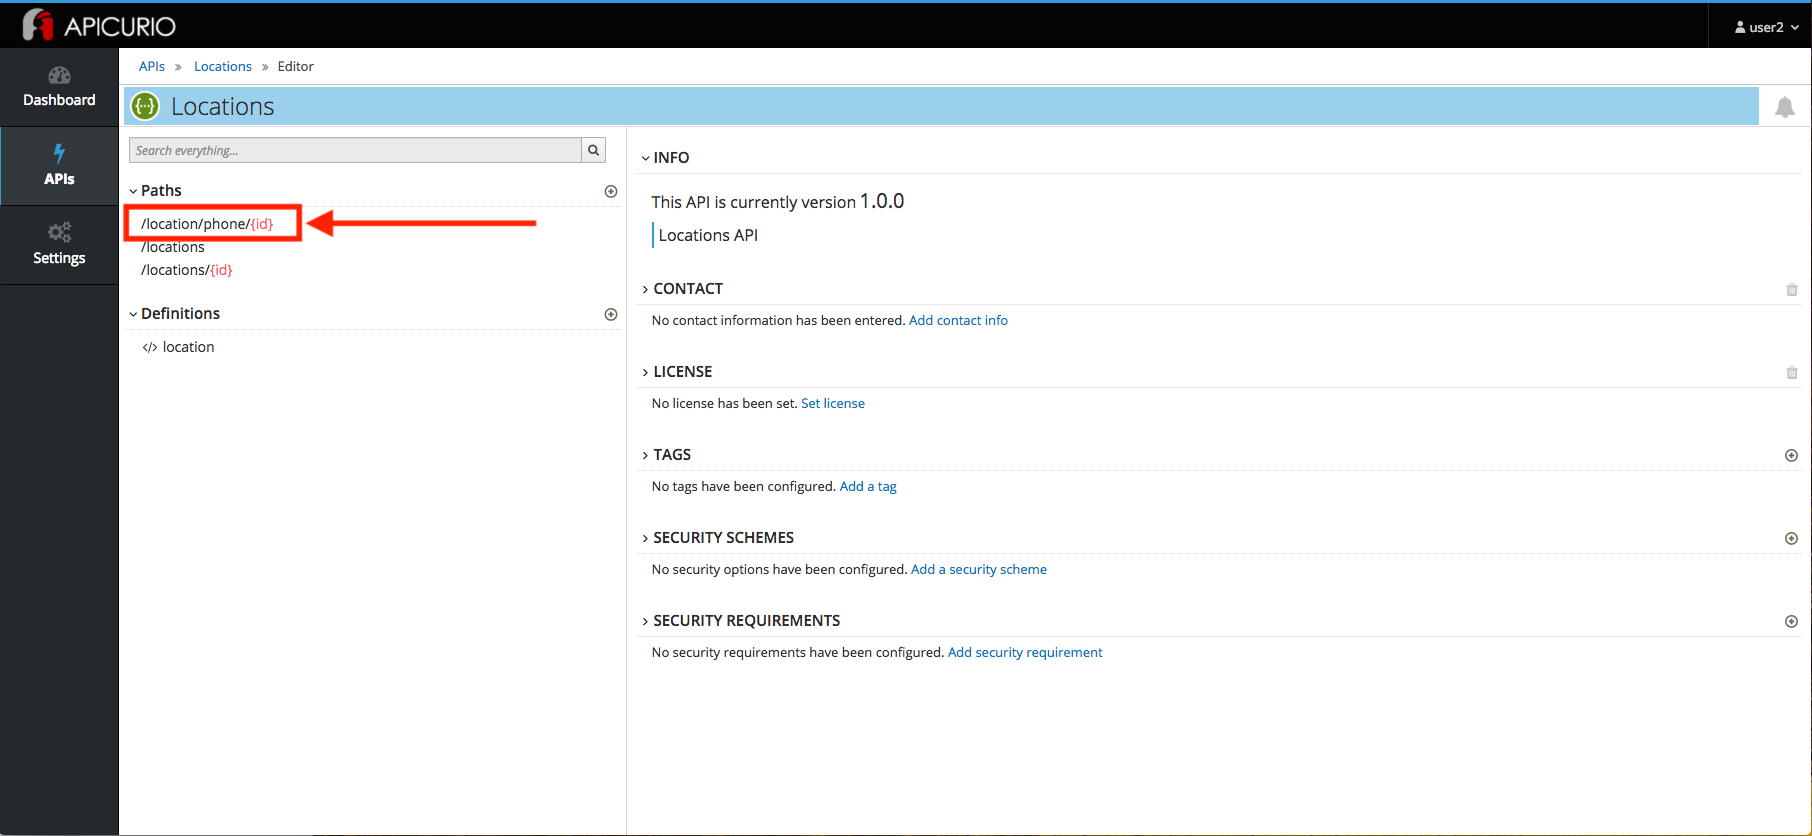 APICURIO
user2
Dashboard
APIs
Settings
APIs » Locations » Editor
Locations
Search everything...
Paths
/location/phone/{id}
/locations
/locations/{id}
Definitions
</> location
INFO
This API is currently version 1.0.0
Locations API
CONTACT
No contact information has been entered. Add contact info
LICENSE
No license has been set. Set license
TAGS
No tags have been configured. Add a tag
SECURITY SCHEMES
No security options have been configured. Add a security scheme
SECURITY REQUIREMENTS
No security requirements have been configured. Add security requirement